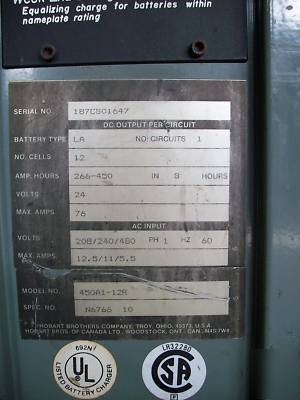 Equalizing charge for batteries within
nameplate rating
SERIAL NO. 187CS01647
DC OUTPUT PER CIRCUIT
BATTERY TYPE LA NO. CIRCUITS 1
NO. CELLS 12
AMP. HOURS 266-450 IN 8 HOURS
VOLTS 24
MAX. AMPS. 76
AC INPUT
VOLTS 208/240/480 PH 1 HZ 60
MAX. AMPS. 12.5/11/5.5
MODEL NO. 450A1-12R
SPEC. NO. N6766 10
HOBART BROTHERS COMPANY, TROY, OHIO, 45373, U.S.A.
HOBART BROS. OF CANADA LTD., WOODSTOCK, ONT., CAN., N4S 7W4
692N
UL
LISTED BATTERY CHARGER
LR32280
SA